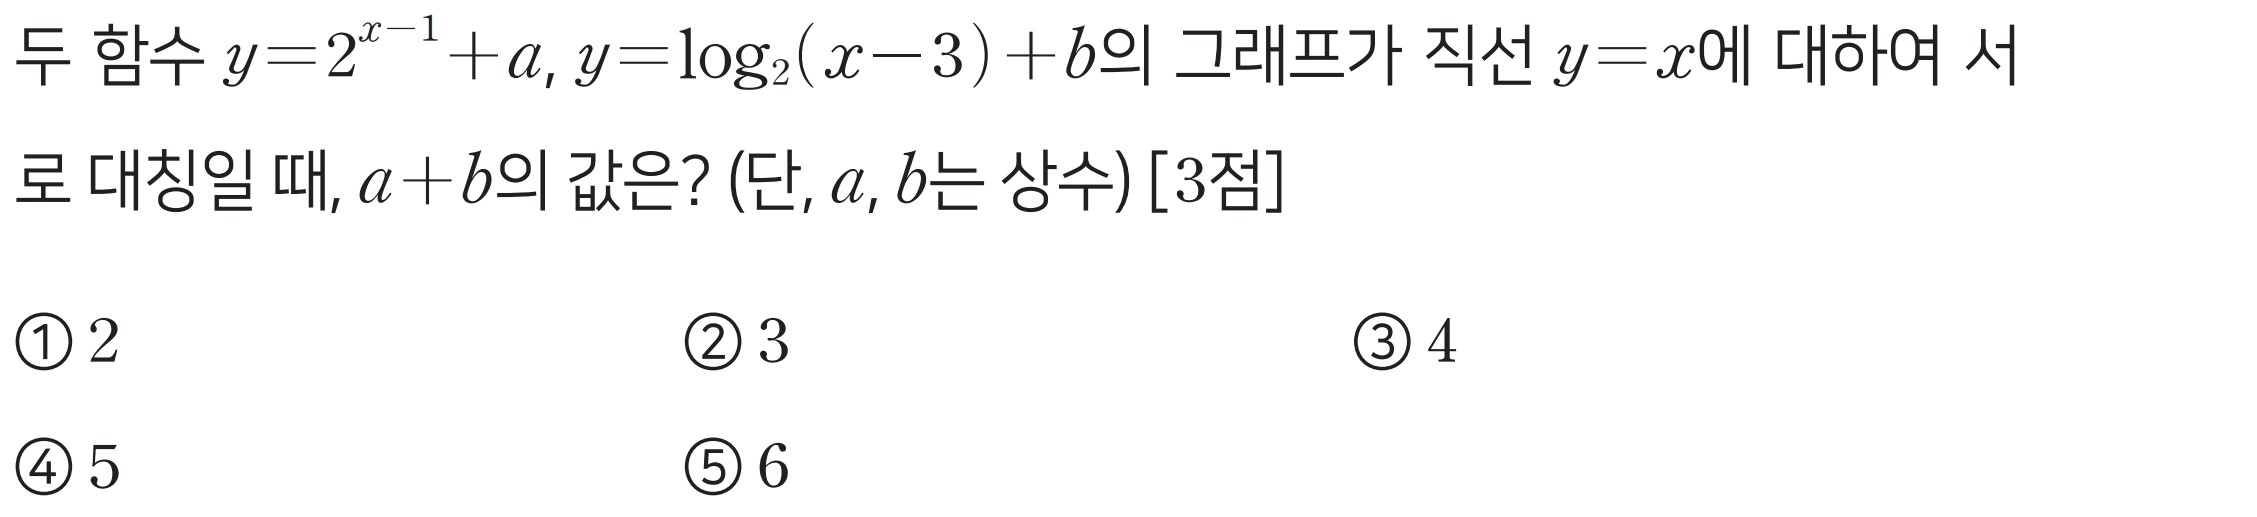 두 함수 $y=2^{x-1}+a$, $y=\log_2(x-3)+b$의 그래프가 직선 $y=x$에 대하여 서
로 대칭일 때, $a+b$의 값은? (단, $a$, $b$는 상수) [3점]
① 2 ② 3 ③ 4
④ 5 ⑤ 6